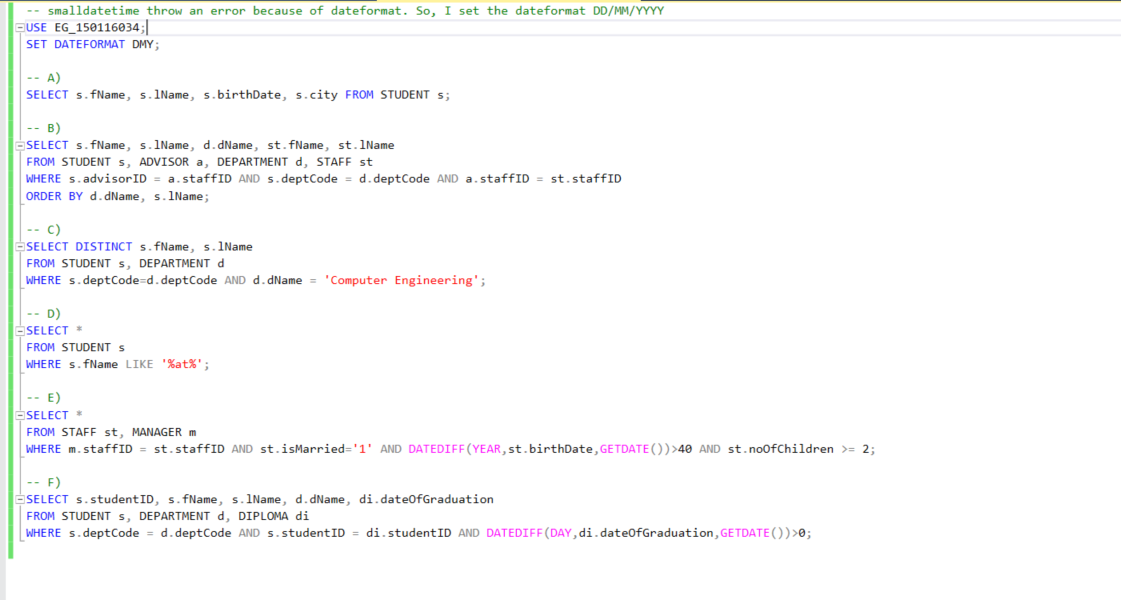 -- smalldatetime throw an error because of dateformat. So, I set the dateformat DD/MM/YYYY
USE EG_150116034;
SET DATEFORMAT DMY;
-- A)
SELECT s.fName, s.lName, s.birthDate, s.city FROM STUDENT s;
-- B)
SELECT s.fName, s.lName, d.dName, st.fName, st.lName
FROM STUDENT s, ADVISOR a, DEPARTMENT d, STAFF st
WHERE s.advisorID = a.staffID AND s.deptCode = d.deptCode AND a.staffID = st.staffID
ORDER BY d.dName, s.lName;
-- C)
SELECT DISTINCT s.fName, s.lName
FROM STUDENT s, DEPARTMENT d
WHERE s.deptCode=d.deptCode AND d.dName = 'Computer Engineering';
-- D)
SELECT *
FROM STUDENT s
WHERE s.fName LIKE '%at%';
-- E)
SELECT *
FROM STAFF st, MANAGER m
WHERE m.staffID = st.staffID AND st.isMarried='1' AND DATEDIFF(YEAR,st.birthDate,GETDATE())>40 AND st.noOfChildren >= 2;
-- F)
SELECT s.studentID, s.fName, s.lName, d.dName, di.dateOfGraduation
FROM STUDENT s, DEPARTMENT d, DIPLOMA di
WHERE s.deptCode = d.deptCode AND s.studentID = di.studentID AND DATEDIFF(DAY,di.dateOfGraduation,GETDATE())>0;